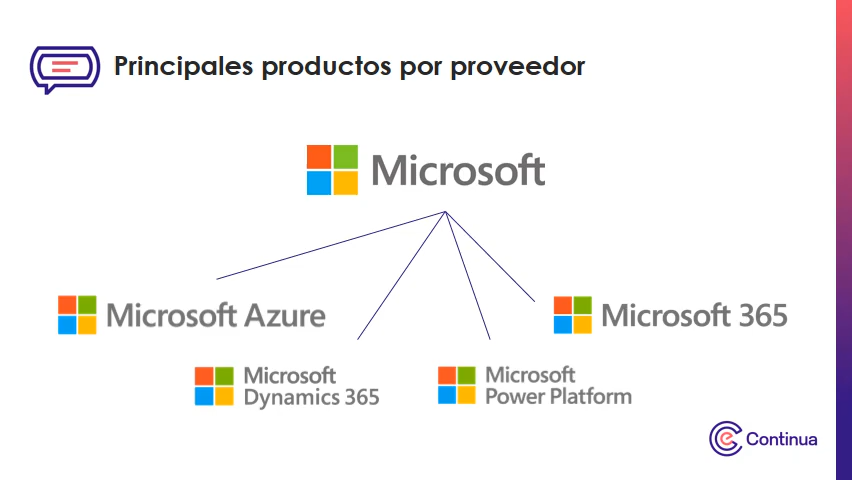 Principales productos por proveedor
Microsoft
Microsoft Azure
Microsoft 365
Microsoft
Dynamics 365
Microsoft
Power Platform
Continua